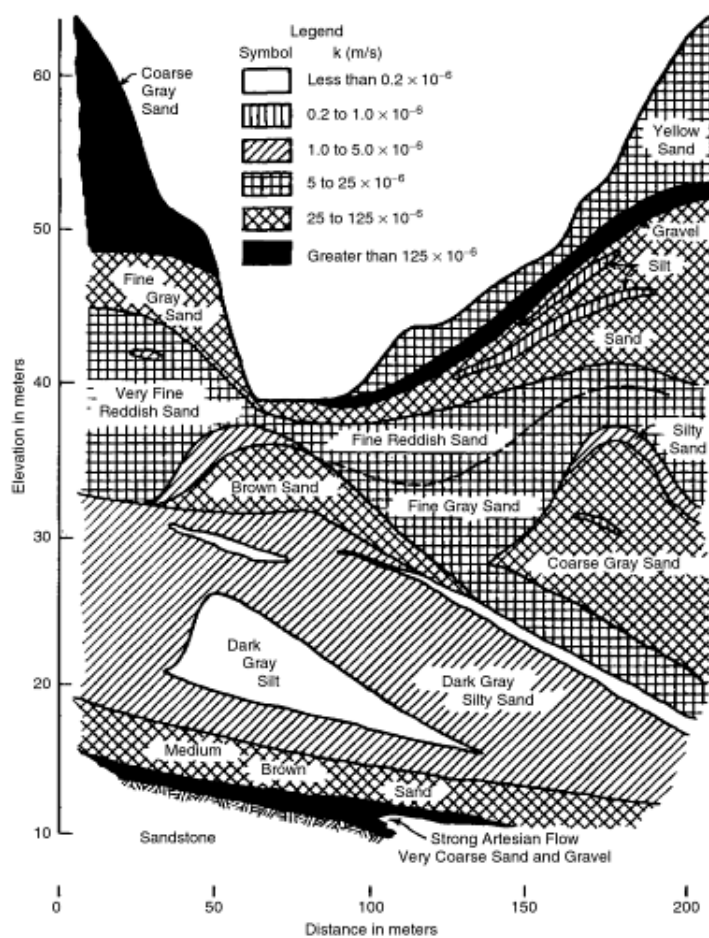 Legend
Symbol k (m/s)
Less than 0.2 × 10⁻⁶
0.2 to 1.0 × 10⁻⁶
1.0 to 5.0 × 10⁻⁶
5 to 25 × 10⁻⁶
25 to 125 × 10⁻⁶
Greater than 125 × 10⁻⁶
Coarse
Gray
Sand
Yellow
Sand
Gravel
Silt
Sand
Fine
Gray
Sand
Very Fine
Reddish Sand
Fine Reddish Sand
Silty
Sand
Brown Sand
Fine Gray Sand
Coarse Gray Sand
Dark
Gray
Silt
Dark Gray
Silty Sand
Medium
Brown
Sand
Sandstone
Strong Artesian Flow
Very Coarse Sand and Gravel
Elevation in meters
60
50
40
30
20
10
0 50 100 150 200
Distance in meters